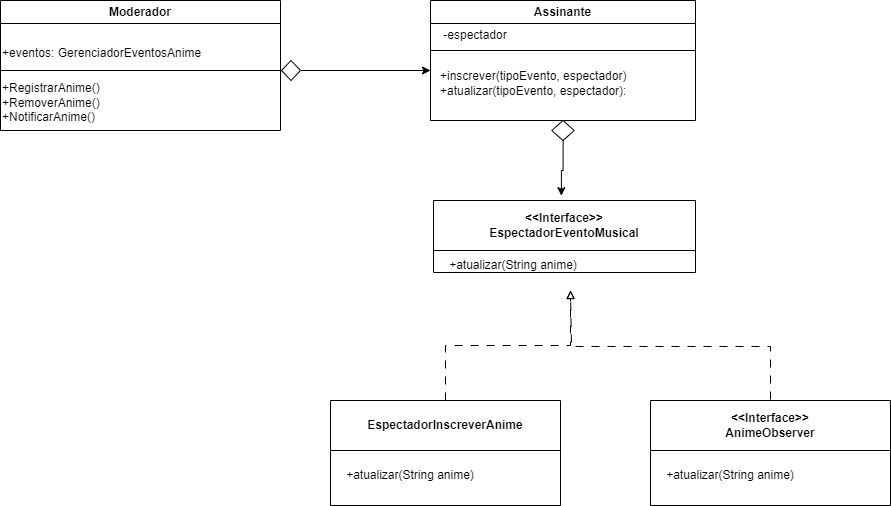 Moderador
+eventos: GerenciadorEventosAnime
+RegistrarAnime()
+RemoverAnime()
+NotificarAnime()
Assinante
-espectador
+inscrever(tipoEvento, espectador)
+atualizar(tipoEvento, espectador):
<<Interface>>
EspectadorEventoMusical
+atualizar(String anime)
EspectadorInscreverAnime
+atualizar(String anime)
<<Interface>>
AnimeObserver
+atualizar(String anime)